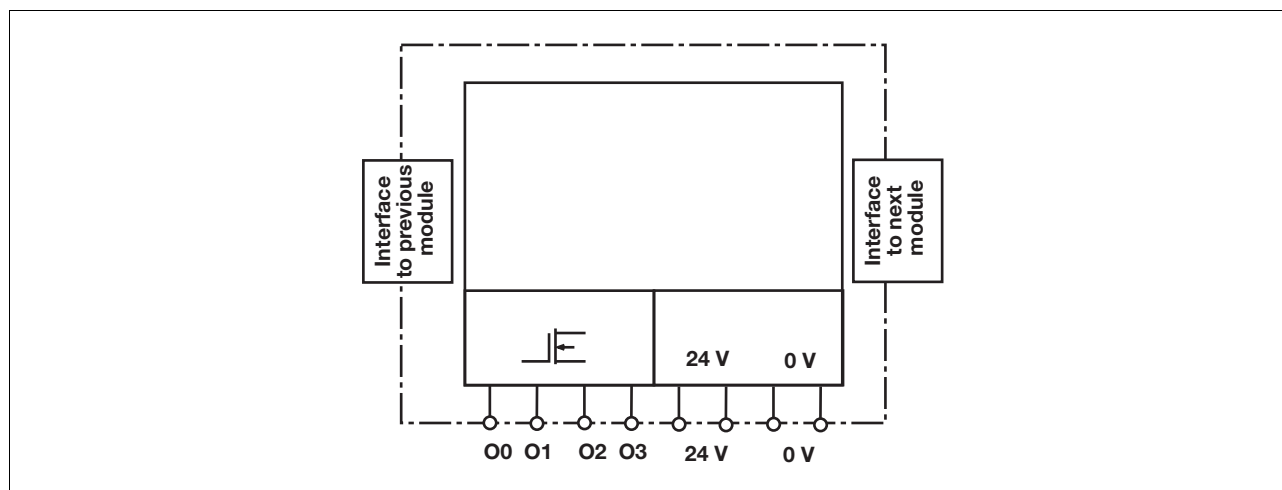 Interface
to previous
module
Interface
to next
module
24 V 0 V
O0 O1 O2 O3 24 V 0 V